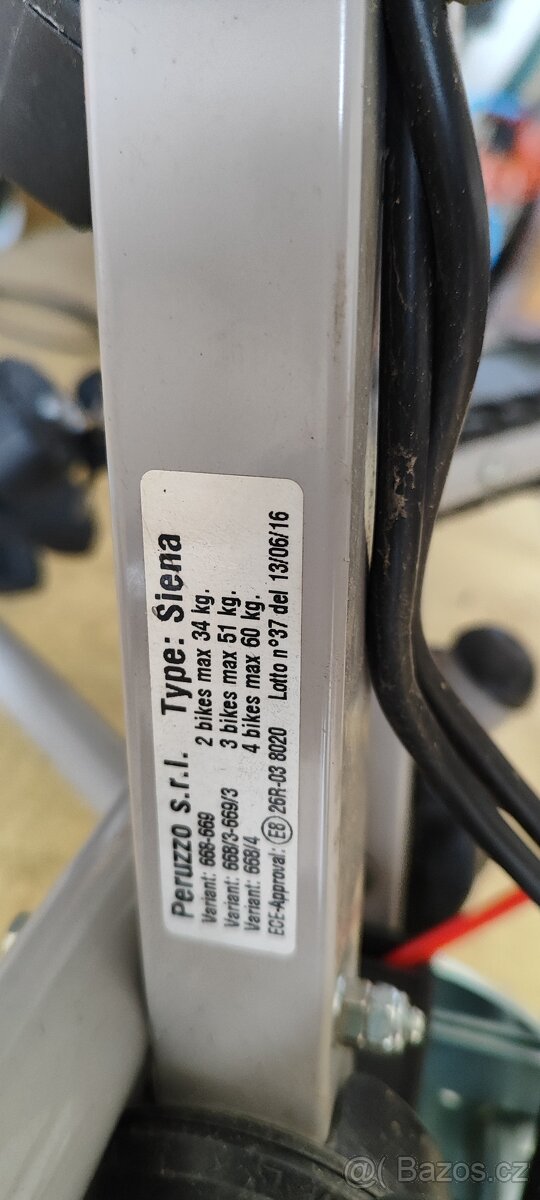 Peruzzo s.r.l. Type: Siena
Variant: 668-669 2 bikes max 34 kg.
Variant: 668/3-669/3 3 bikes max 51 kg.
Variant: 668/4 4 bikes max 60 kg.
ECE-Approval: E8 26R-03 8020 Lotto n°37 del 13/06/16
Bazos.cz